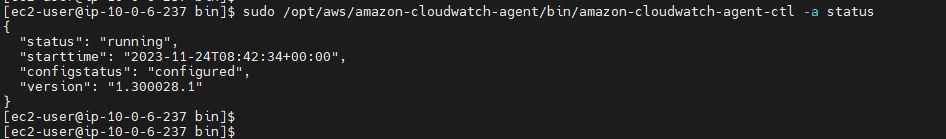 [ec2-user@ip-10-0-6-237 bin]$ sudo /opt/aws/amazon-cloudwatch-agent/bin/amazon-cloudwatch-agent-ctl -a status
{
  "status": "running",
  "starttime": "2023-11-24T08:42:34+00:00",
  "configstatus": "configured",
  "version": "1.300028.1"
}
[ec2-user@ip-10-0-6-237 bin]$
[ec2-user@ip-10-0-6-237 bin]$